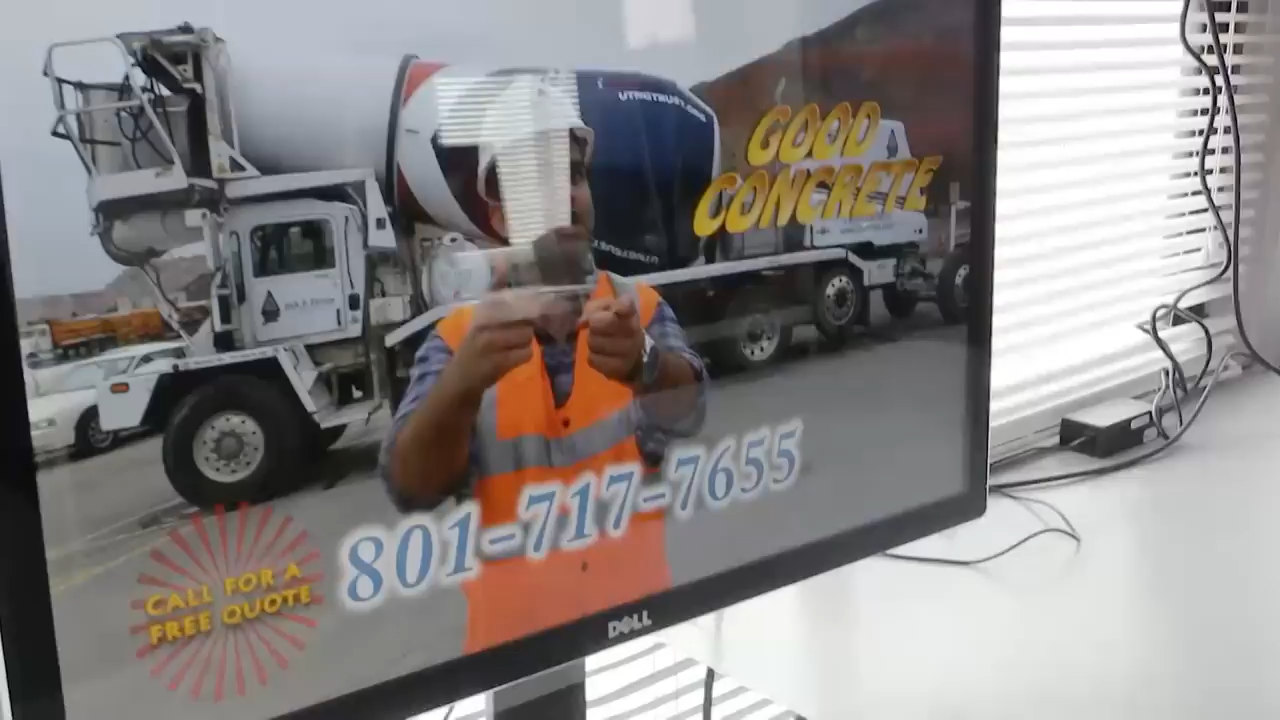 GOOD
CONCRETE
801-717-7655
CALL FOR A
FREE QUOTE
DELL